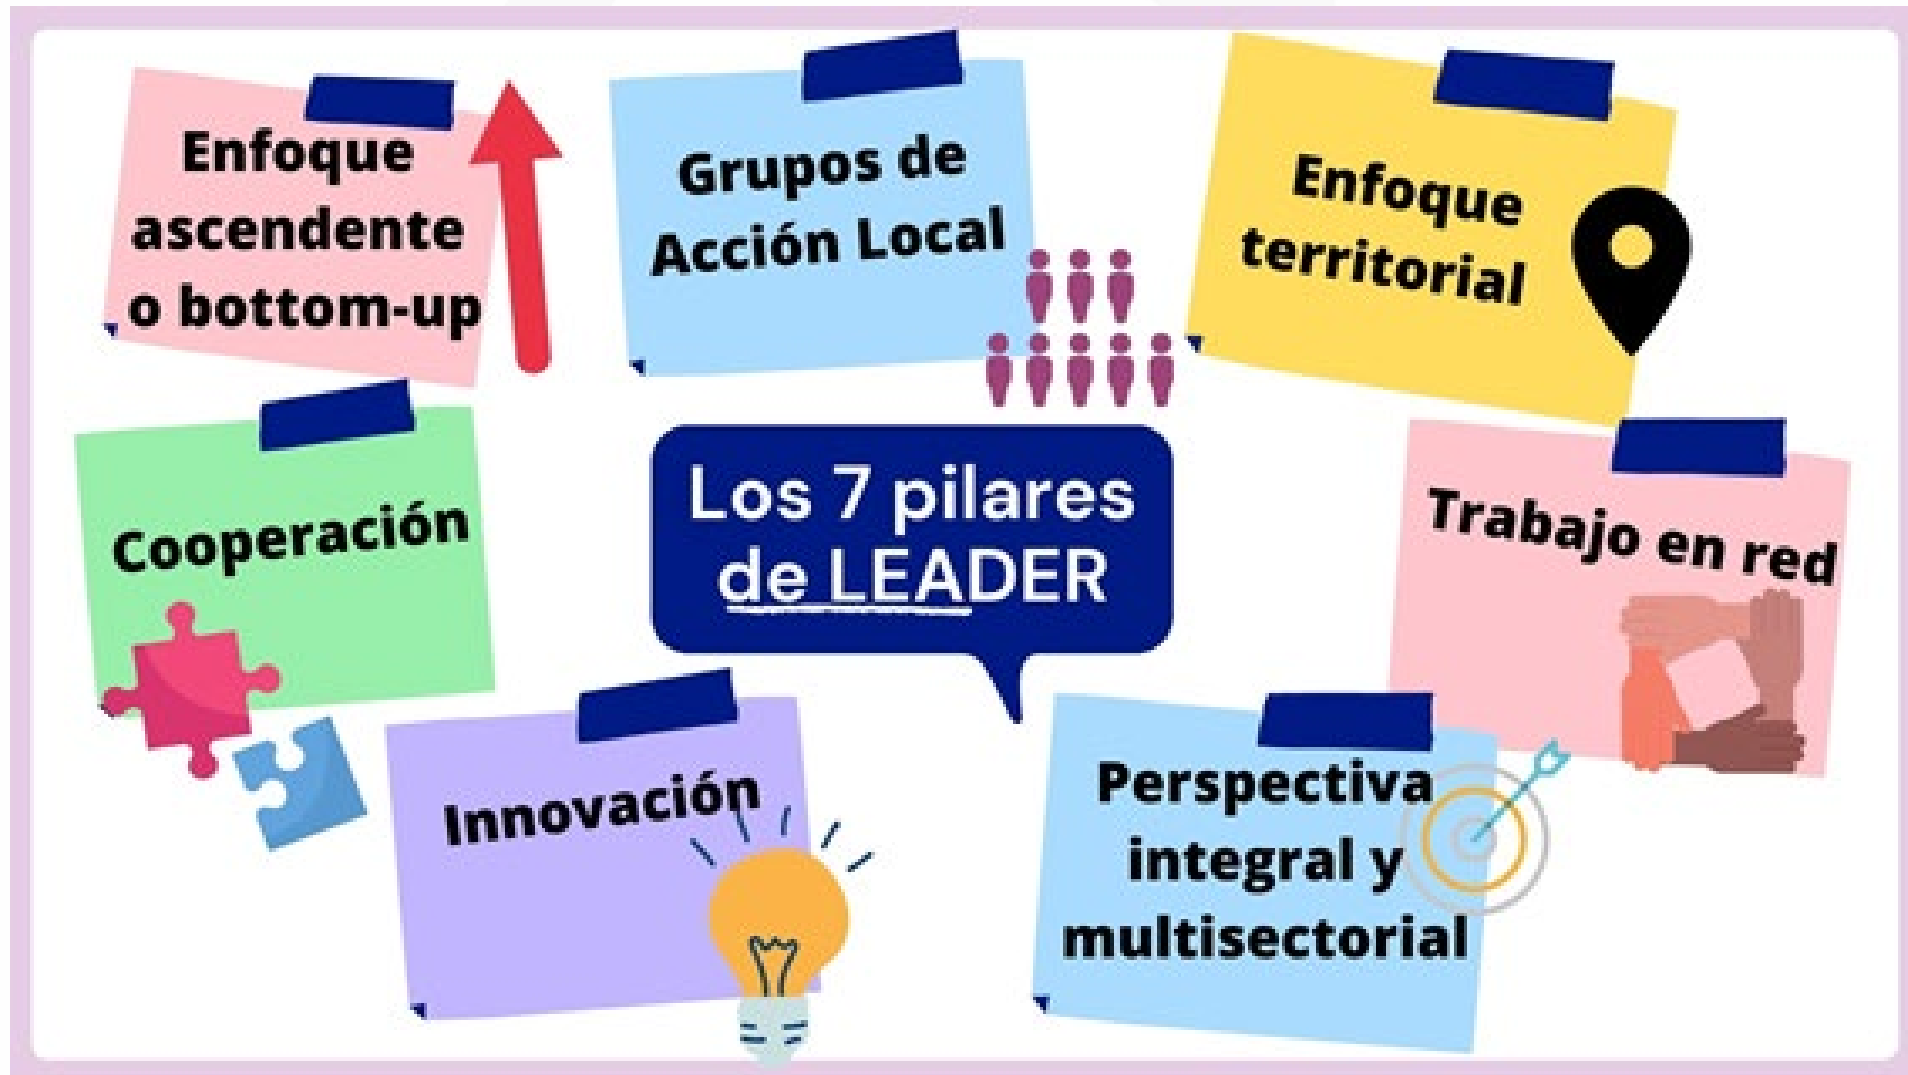 Enfoque
ascendente
o bottom-up
Grupos de
Acción Local
Enfoque
territorial
Cooperación
Los 7 pilares
de LEADER
Trabajo en red
Innovación
Perspectiva
integral y
multisectorial